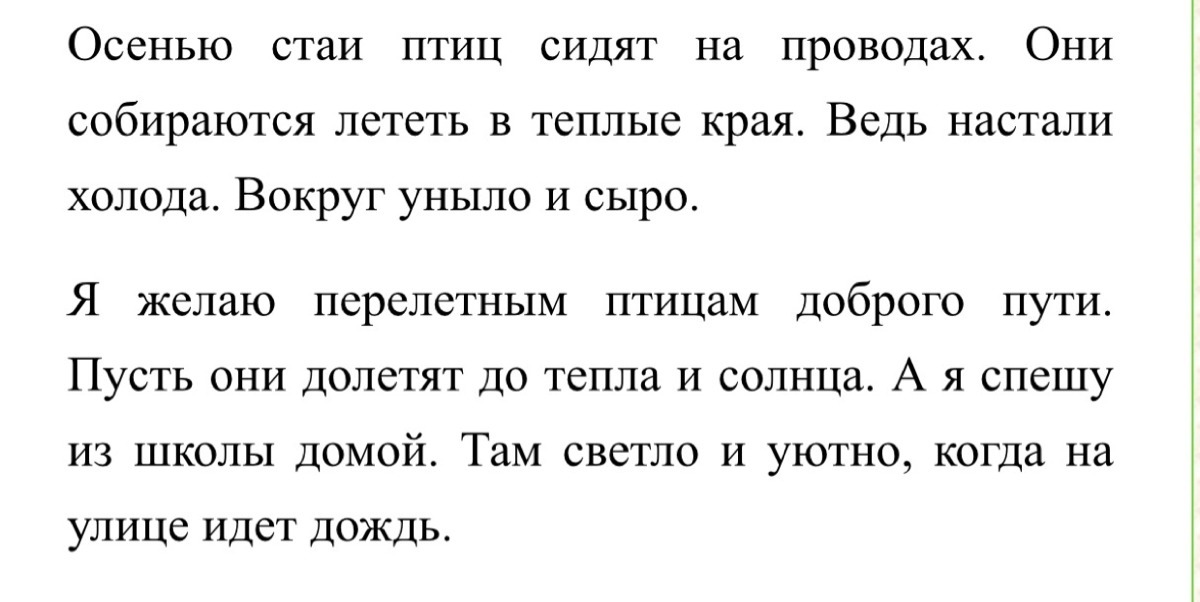 Осенью стаи птиц сидят на проводах. Они
собираются лететь в теплые края. Ведь настали
холода. Вокруг уныло и сыро.
Я желаю перелетным птицам доброго пути.
Пусть они долетят до тепла и солнца. А я спешу
из школы домой. Там светло и уютно, когда на
улице идет дождь.